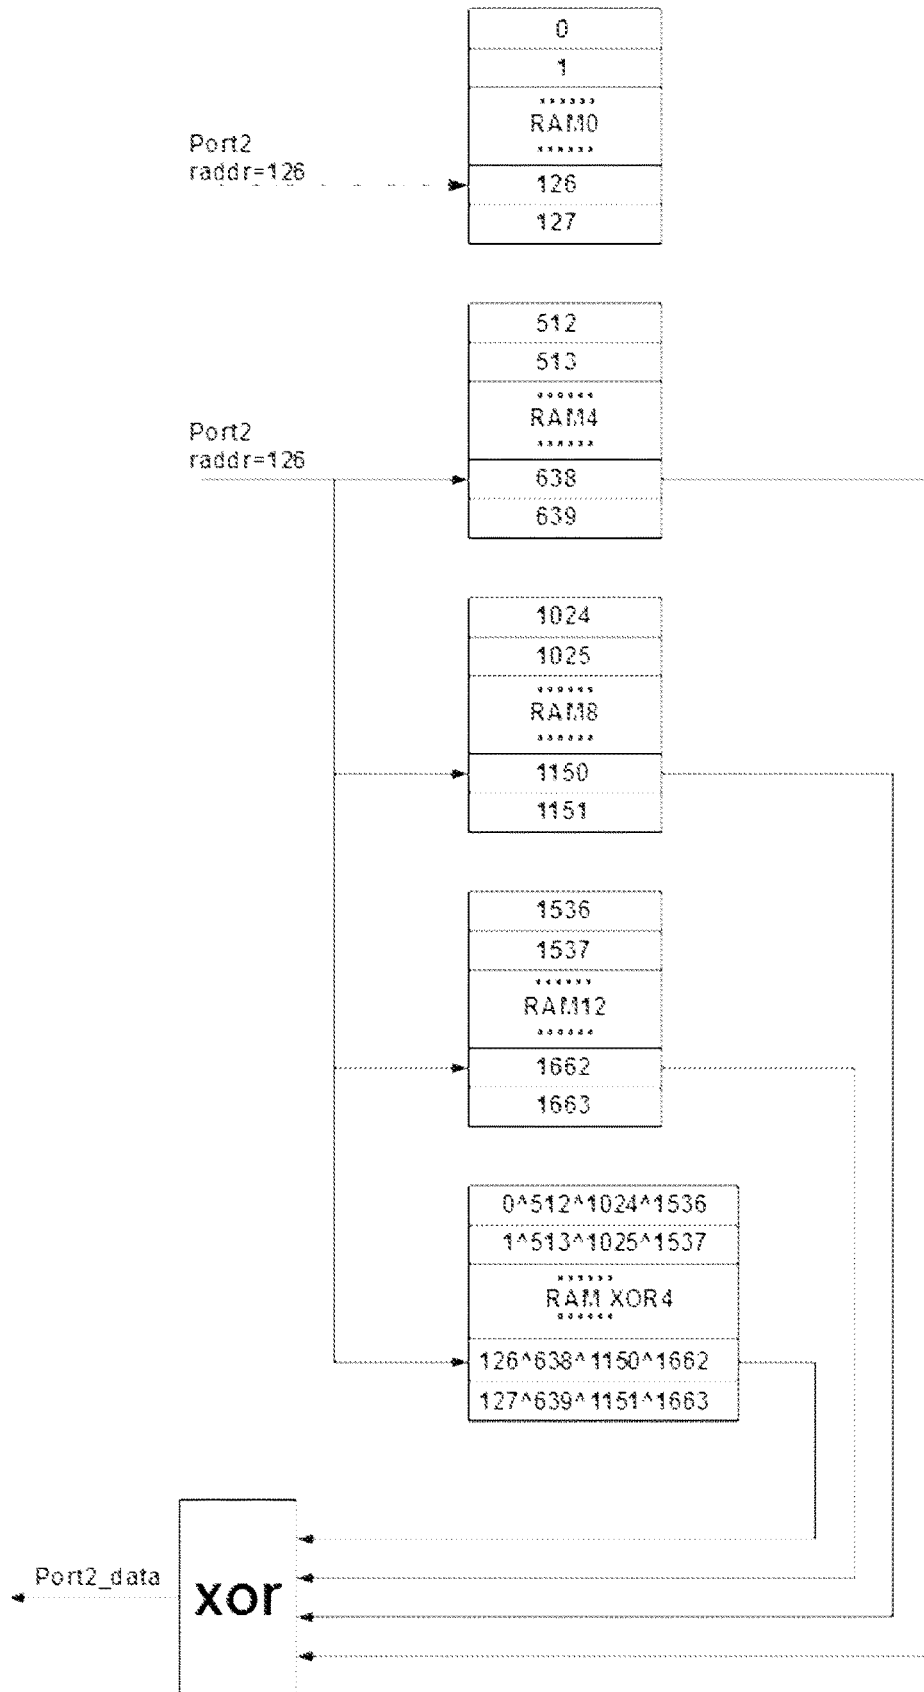 0
1
......
RAM0
......
Port2
raddr=126
126
127
512
513
......
RAM4
......
Port2
raddr=126
638
639
1024
1025
......
RAM8
......
1150
1151
1536
1537
......
RAM12
......
1662
1663
0^512^1024^1536
1^513^1025^1537
......
RAM XOR4
......
126^638^1150^1662
127^639^1151^1663
Port2_data
xor